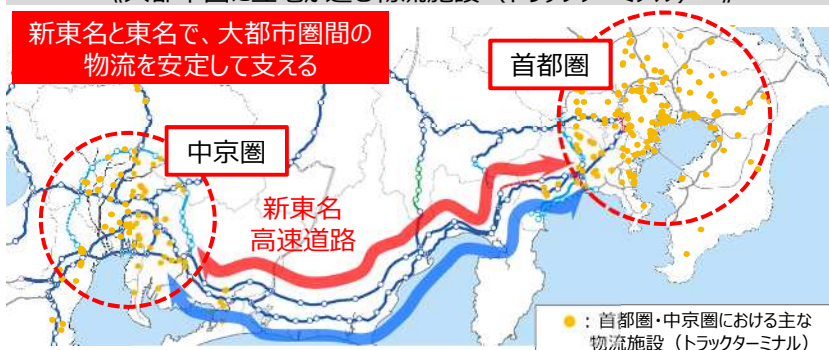 新東名と東名で、大都市圏間の
物流を安定して支える
首都圏
中京圏
新東名
高速道路
●：首都圏・中京圏における主な
物流施設（トラックターミナル）